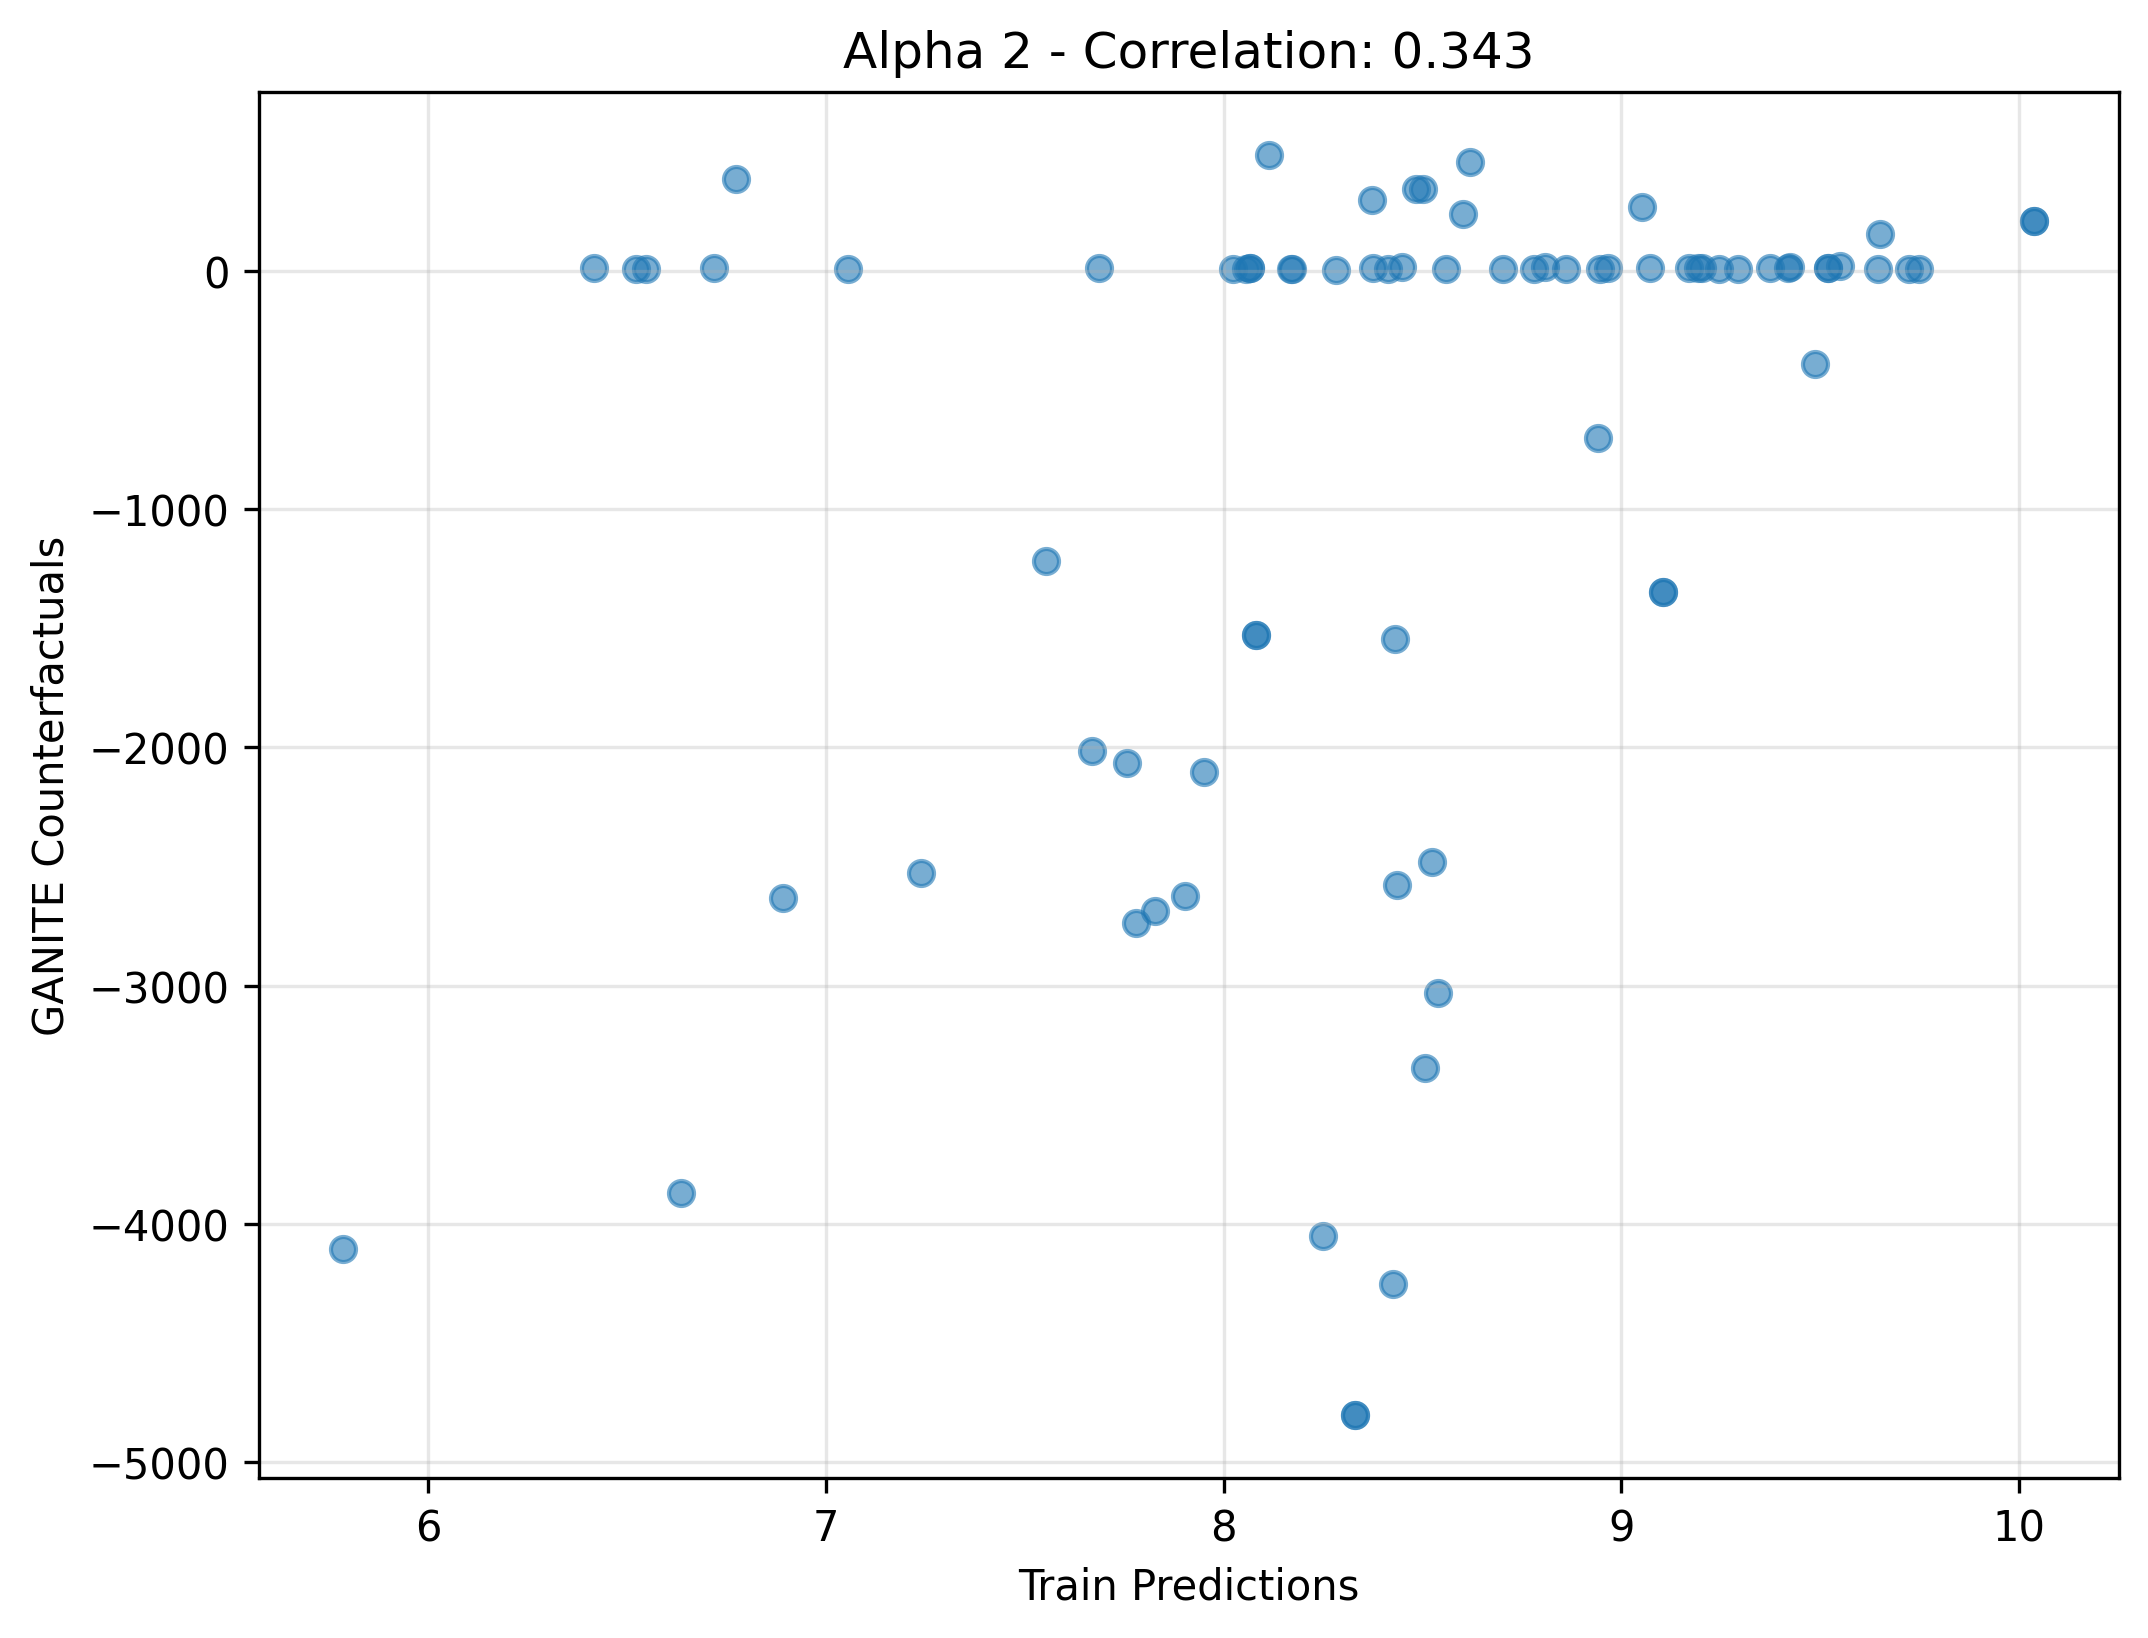 Alpha 2 - Correlation: 0.343
GANITE Counterfactuals
0
−1000
−2000
−3000
−4000
−5000
6 7 8 9 10
Train Predictions